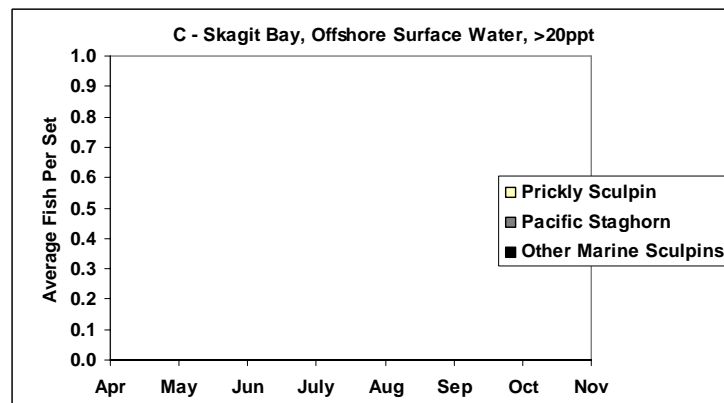 C - Skagit Bay, Offshore Surface Water, >20ppt
Average Fish Per Set
1.0
0.9
0.8
0.7
0.6
0.5
0.4
0.3
0.2
0.1
0.0
Apr May Jun July Aug Sep Oct Nov
Prickly Sculpin
Pacific Staghorn
Other Marine Sculpins